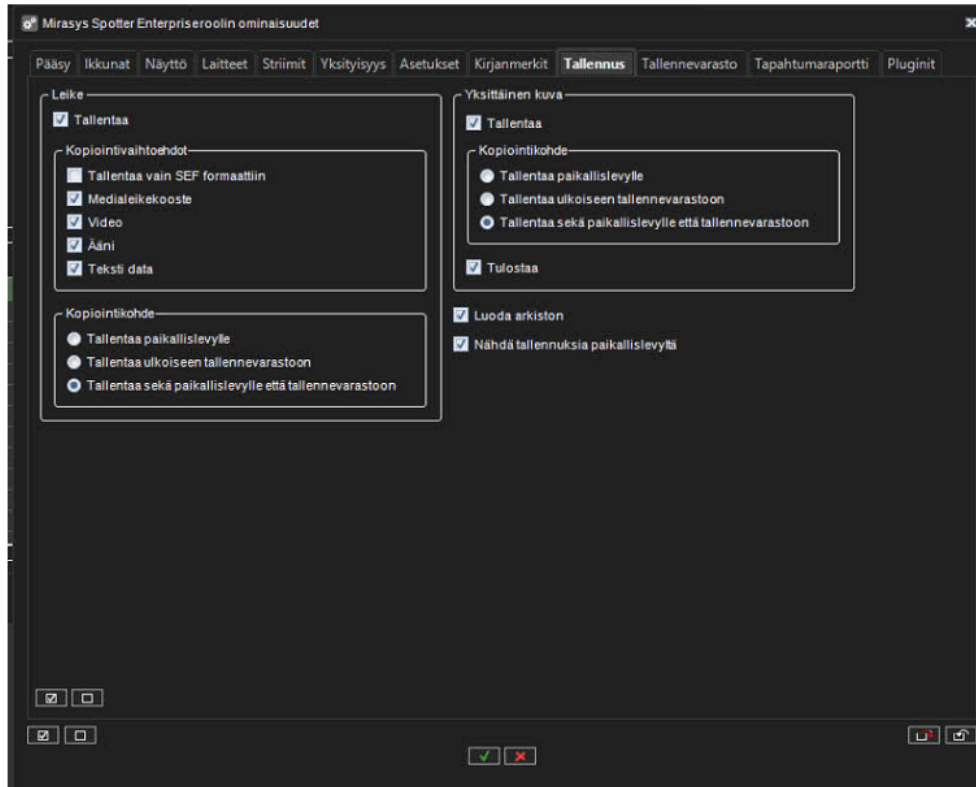 Mirasys Spotter Enterpriseroolin ominaisuudet
Pääsy Ikkunat Näyttö Laitteet Striimit Yksityisyys Asetukset Kirjanmerkit Tallennus Tallennevarasto Tapahtumaraportti Pluginit
Leike
Tallentaa
Kopiointivaihtoehdot
Tallentaa vain SEF formaattiin
Medialeikekooste
Video
Ääni
Teksti data
Kopiointikohde
Tallentaa paikallislevylle
Tallentaa ulkoiseen tallennevarastoon
Tallentaa sekä paikallislevylle että tallennevarastoon
Yksittäinen kuva
Tallentaa
Kopiointikohde
Tallentaa paikallislevylle
Tallentaa ulkoiseen tallennevarastoon
Tallentaa sekä paikallislevylle että tallennevarastoon
Tulostaa
Luoda arkiston
Nähdä tallennuksia paikallislevyltä